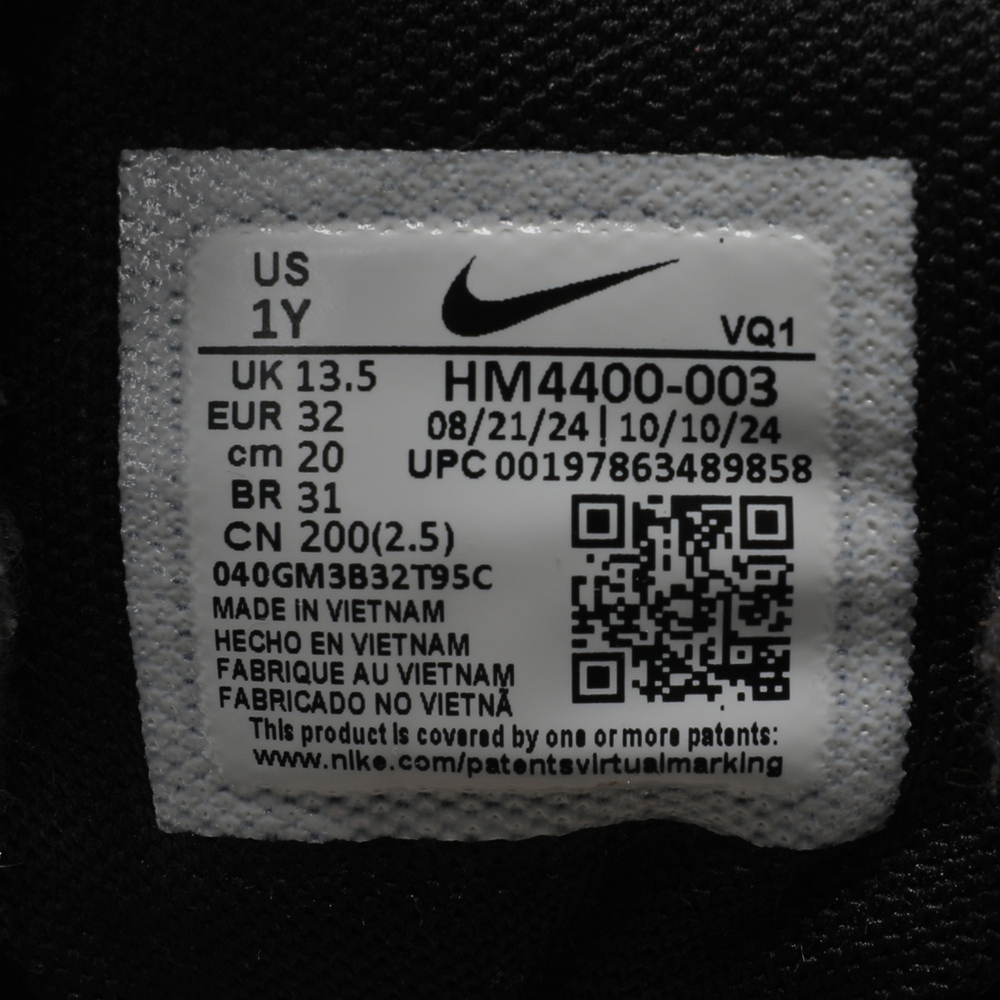 US
1Y
VQ1
UK 13.5
EUR 32
cm 20
BR 31
CN 200(2.5)
HM4400-003
08/21/24 | 10/10/24
UPC 00197863489858
040GM3B32T95C
MADE IN VIETNAM
HECHO EN VIETNAM
FABRIQUE AU VIETNAM
FABRICADO NO VIETNÃ
This product is covered by one or more patents:
www.nike.com/patentsvirtualmarking